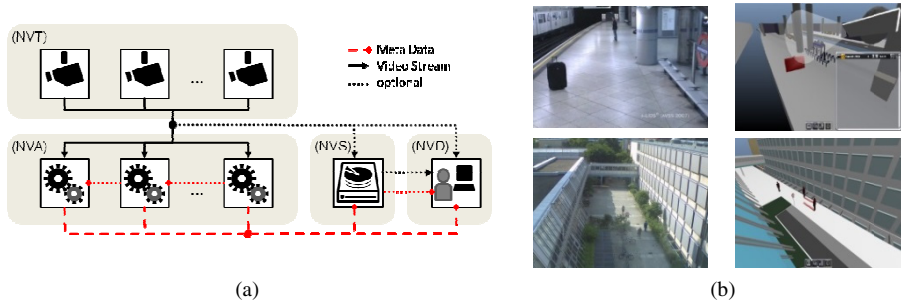 (NVT)
...
Meta Data
Video Stream
optional
(NVA)
...
(NVS)
(NVD)
(a)
(b)